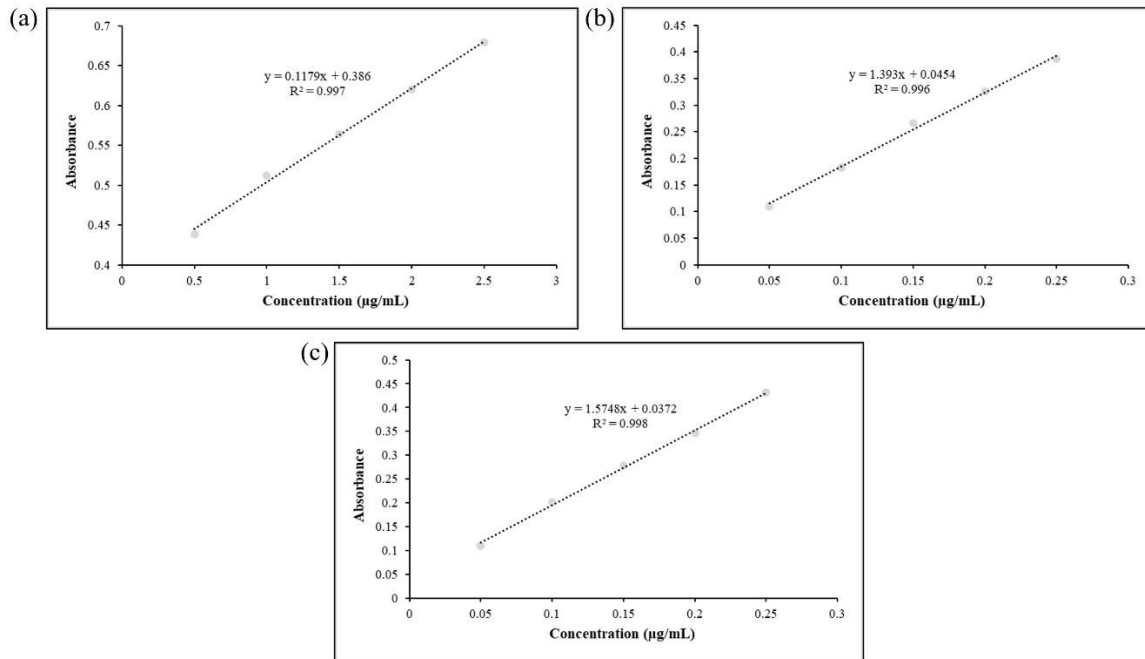 (a)
0.7
0.65
0.6
0.55
0.5
0.45
0.4
Absorbance
y = 0.1179x + 0.386
R² = 0.997
0 0.5 1 1.5 2 2.5 3
Concentration (µg/mL)
(b)
0.45
0.4
0.35
0.3
0.25
0.2
0.15
0.1
0.05
0
Absorbance
y = 1.393x + 0.0454
R² = 0.996
0 0.05 0.1 0.15 0.2 0.25 0.3
Concentration (µg/mL)
(c)
0.5
0.45
0.4
0.35
0.3
0.25
0.2
0.15
0.1
0.05
0
Absorbance
y = 1.5748x + 0.0372
R² = 0.998
0 0.05 0.1 0.15 0.2 0.25 0.3
Concentration (µg/mL)